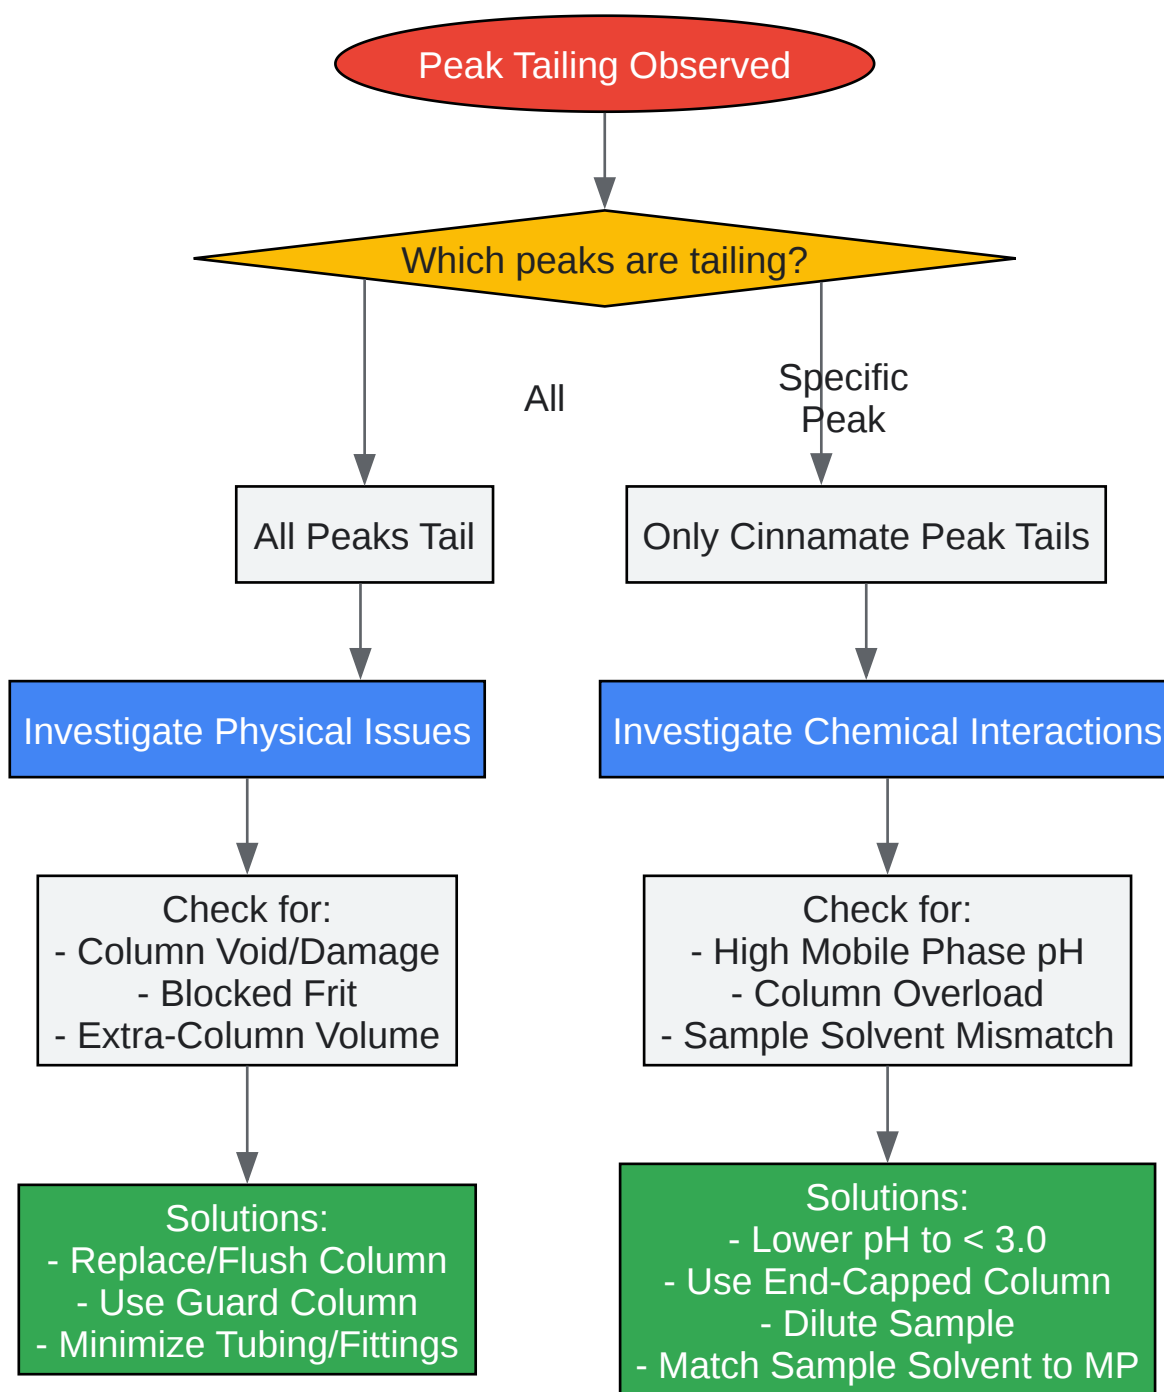 Peak Tailing Observed
Which peaks are tailing?
All
Specific
Peak
All Peaks Tail
Only Cinnamate Peak Tails
Investigate Physical Issues
Investigate Chemical Interactions
Check for:
- Column Void/Damage
- Blocked Frit
- Extra-Column Volume
Check for:
- High Mobile Phase pH
- Column Overload
- Sample Solvent Mismatch
Solutions:
- Replace/Flush Column
- Use Guard Column
- Minimize Tubing/Fittings
Solutions:
- Lower pH to < 3.0
- Use End-Capped Column
- Dilute Sample
- Match Sample Solvent to MP